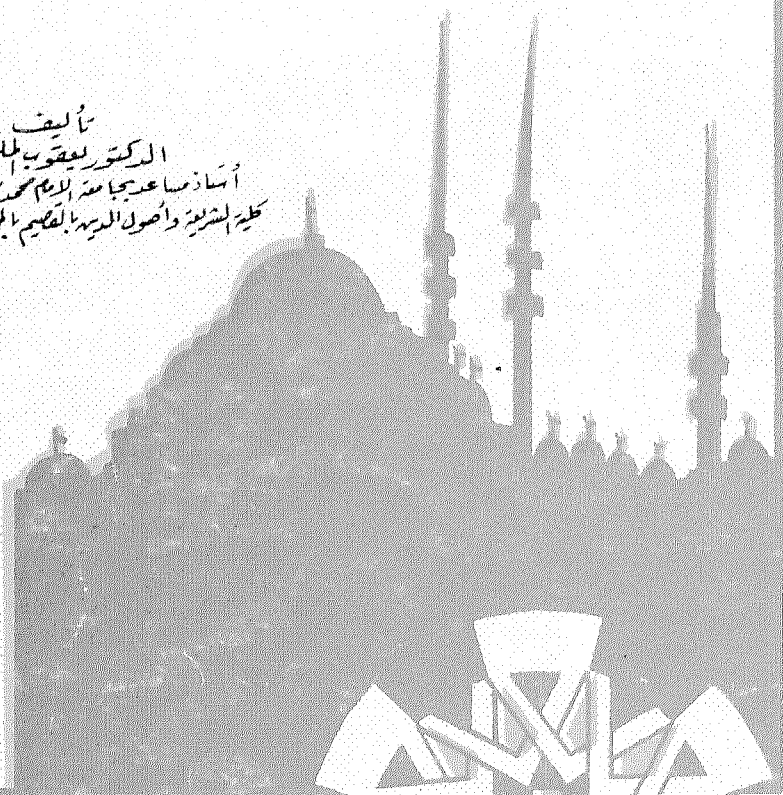 تأليف
الدكتور يعقوب
أستاذ مساعد بجامعة الإمام محمد
كلية الشريعة وأصول الدين بالقصيم